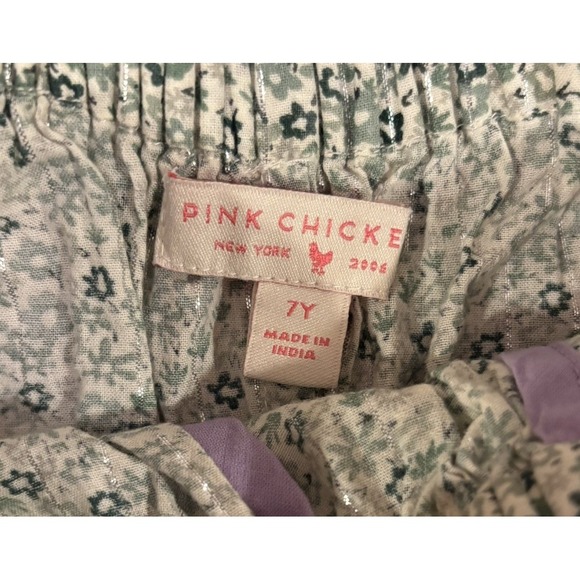 PINK CHICKE
NEW YORK 2006
7Y
MADE IN
INDIA